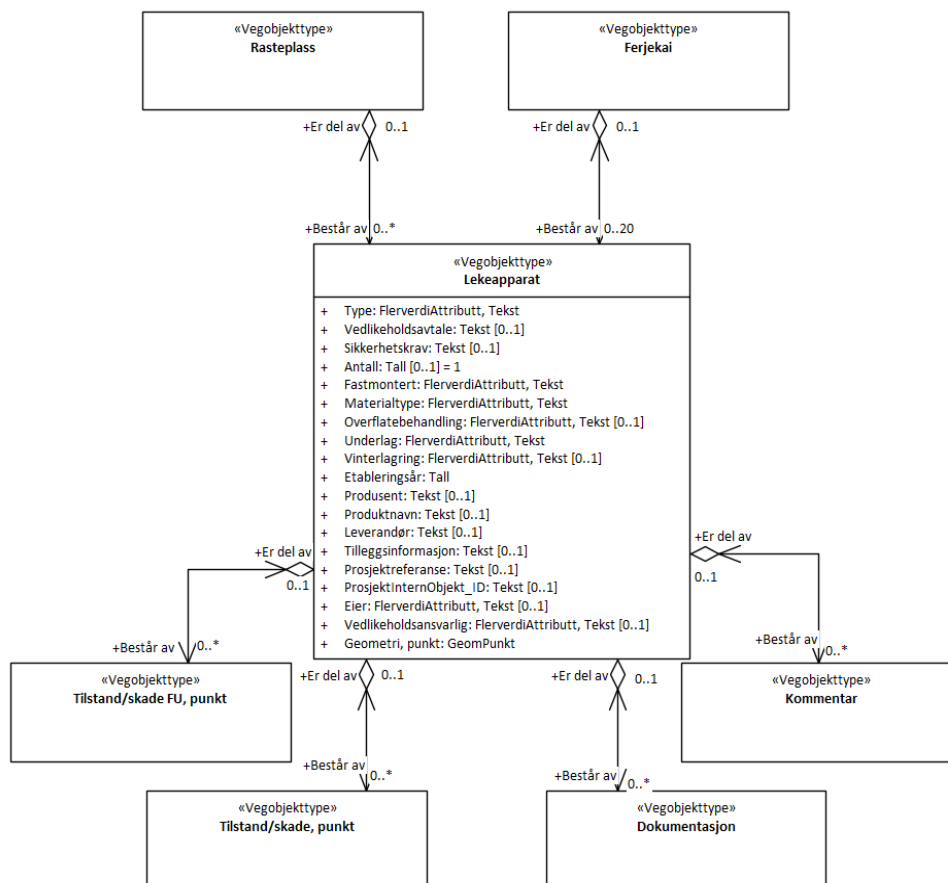 «Vegobjekttype»
Rasteplass
«Vegobjekttype»
Ferjekai
+Er del av 0..1
+Er del av 0..1
+Består av 0..*
+Består av 0..20
«Vegobjekttype»
Lekeapparat
+ Type: FlerverdiAttributt, Tekst
+ Vedlikeholdsavtale: Tekst [0..1]
+ Sikkerhetskrav: Tekst [0..1]
+ Antall: Tall [0..1] = 1
+ Fastmontert: FlerverdiAttributt, Tekst
+ Materialtype: FlerverdiAttributt, Tekst
+ Overflatebehandling: FlerverdiAttributt, Tekst [0..1]
+ Underlag: FlerverdiAttributt, Tekst
+ Vinterlagring: FlerverdiAttributt, Tekst [0..1]
+ Etableringsår: Tall
+ Produsent: Tekst [0..1]
+ Produktnavn: Tekst [0..1]
+ Leverandør: Tekst [0..1]
+ Tilleggsinformasjon: Tekst [0..1]
+ Prosjektreferanse: Tekst [0..1]
+ ProsjektInternObjekt_ID: Tekst [0..1]
+ Eier: FlerverdiAttributt, Tekst [0..1]
+ Vedlikeholdsansvarlig: FlerverdiAttributt, Tekst [0..1]
+ Geometri, punkt: GeomPunkt
+Er del av
0..1
+Er del av
0..1
+Består av 0..*
+Består av
0..*
+Er del av 0..1
+Er del av 0..1
«Vegobjekttype»
Tilstand/skade FU, punkt
«Vegobjekttype»
Kommentar
+Består av
0..*
+Består av
0..*
«Vegobjekttype»
Tilstand/skade, punkt
«Vegobjekttype»
Dokumentasjon